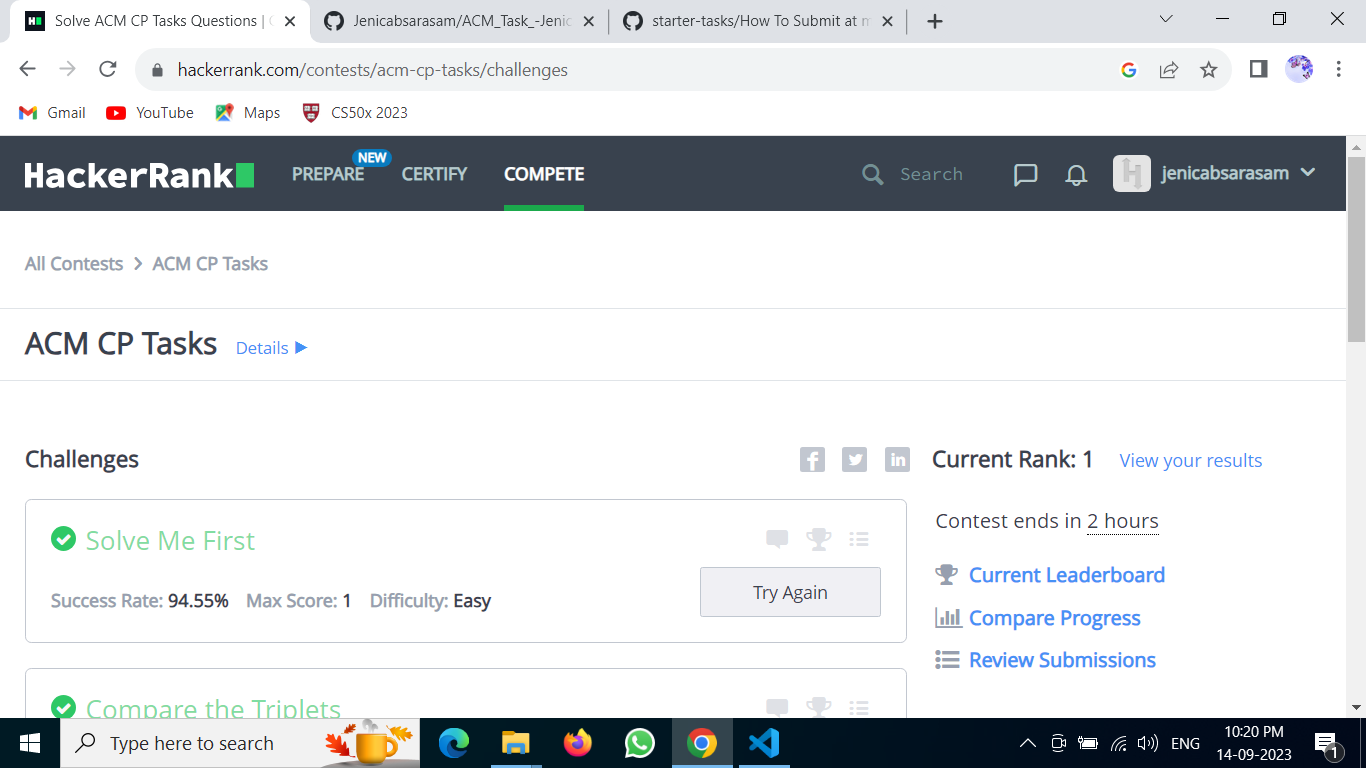 Solve ACM CP Tasks Questions |
Jenicabsarasam/ACM_Task_-Jenic
starter-tasks/How To Submit at m
hackerrank.com/contests/acm-cp-tasks/challenges
Gmail YouTube Maps CS50x 2023
HackerRank PREPARE NEW CERTIFY COMPETE Search jenicabsarasam
All Contests > ACM CP Tasks
ACM CP Tasks Details
Challenges
Solve Me First
Success Rate: 94.55% Max Score: 1 Difficulty: Easy
Try Again
Compare the Triplets
Current Rank: 1 View your results
Contest ends in 2 hours
Current Leaderboard
Compare Progress
Review Submissions
Type here to search
ENG
10:20 PM
14-09-2023
1